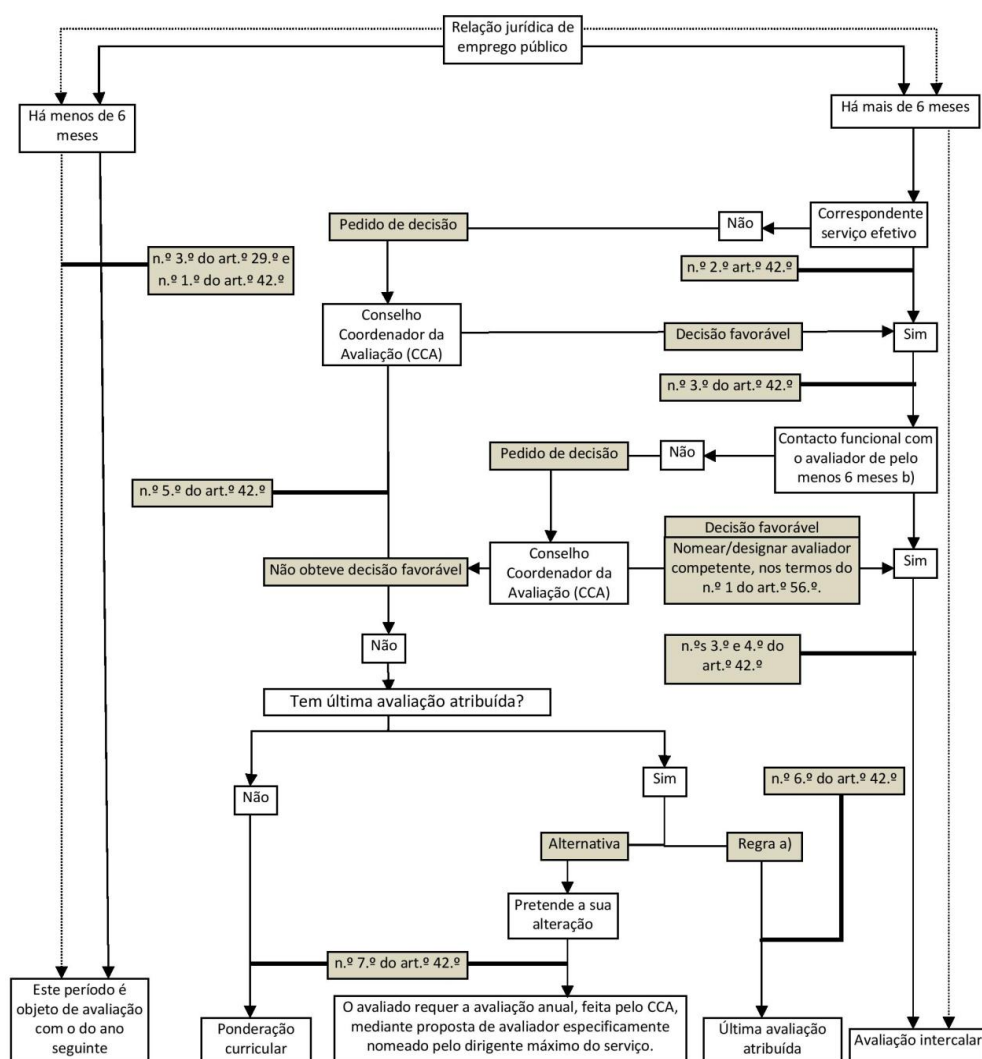 Relação jurídica de
emprego público
Há menos de 6
meses
Há mais de 6 meses
Pedido de decisão
Não
Correspondente
serviço efetivo
n.º 3.º do art.º 29.º e
n.º 1.º do art.º 42.º
n.º 2.º art.º 42.º
Conselho
Coordenador da
Avaliação (CCA)
Decisão favorável
Sim
n.º 3.º do art.º 42.º
Contacto funcional com
o avaliador de pelo
menos 6 meses b)
Não
Pedido de decisão
n.º 5.º do art.º 42.º
Decisão favorável
Nomear/designar avaliador
competente, nos termos do
n.º 1 do art.º 56.º.
Sim
Conselho
Coordenador da
Avaliação (CCA)
Não obteve decisão favorável
Não
n.ºs 3.º e 4.º do
art.º 42.º
Tem última avaliação atribuída?
Não
Sim
n.º 6.º do art.º 42.º
Alternativa
Regra a)
Pretende a sua
alteração
n.º 7.º do art.º 42.º
Este período é
objeto de avaliação
com o do ano
seguinte
Ponderação
curricular
O avaliado requer a avaliação anual, feita pelo CCA,
mediante proposta de avaliador especificamente
nomeado pelo dirigente máximo do serviço.
Última avaliação
atribuída
Avaliação intercalar